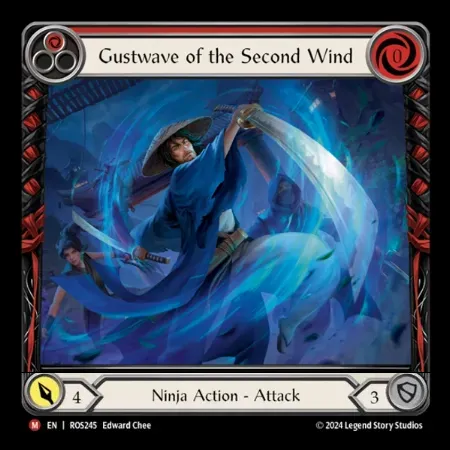 Gustwave of the Second Wind
0
4
Ninja Action - Attack
3
M EN | ROS245 Edward Chee
© 2024 Legend Story Studios